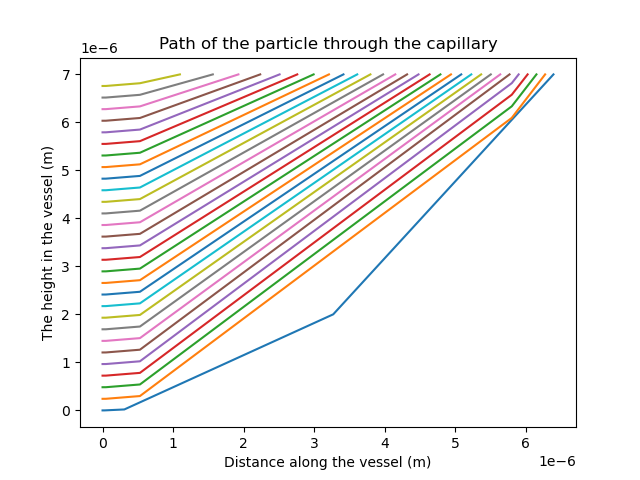 Path of the particle through the capillary
1e−6
7
6
5
4
3
2
1
0
The height in the vessel (m)
0 1 2 3 4 5 6
Distance along the vessel (m)
1e−6